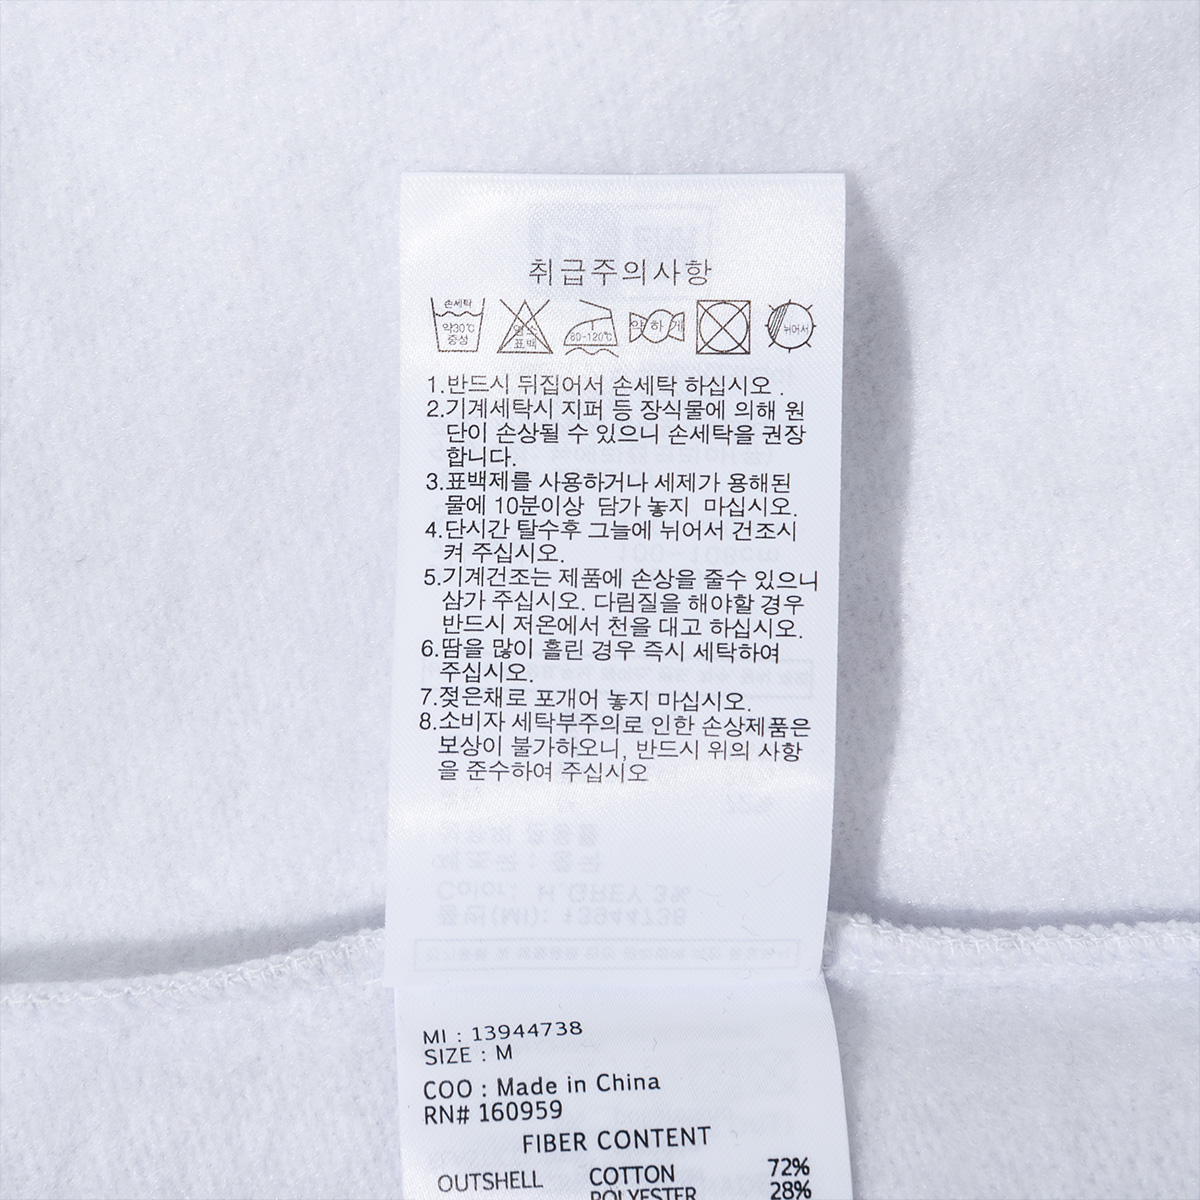 취급주의사항
손세탁
약30℃
중성
염소
표백
80-120℃
약하게
뉘어서
1.반드시 뒤집어서 손세탁 하십시오 .
2.기계세탁시 지퍼 등 장식물에 의해 원
단이 손상될 수 있으니 손세탁을 권장
합니다.
3.표백제를 사용하거나 세제가 용해된
물에 10분이상 담가 놓지 마십시오.
4.단시간 탈수후 그늘에 뉘어서 건조시
켜 주십시오.
5.기계건조는 제품에 손상을 줄수 있으니
삼가 주십시오. 다림질을 해야할 경우
반드시 저온에서 천을 대고 하십시오.
6.땀을 많이 흘린 경우 즉시 세탁하여
주십시오.
7.젖은채로 포개어 놓지 마십시오.
8.소비자 세탁부주의로 인한 손상제품은
보상이 불가하오니, 반드시 위의 사항
을 준수하여 주십시오
MI : 13944738
SIZE : M
COO : Made in China
RN# 160959
FIBER CONTENT
OUTSHELL COTTON 72%
POLYESTER 28%